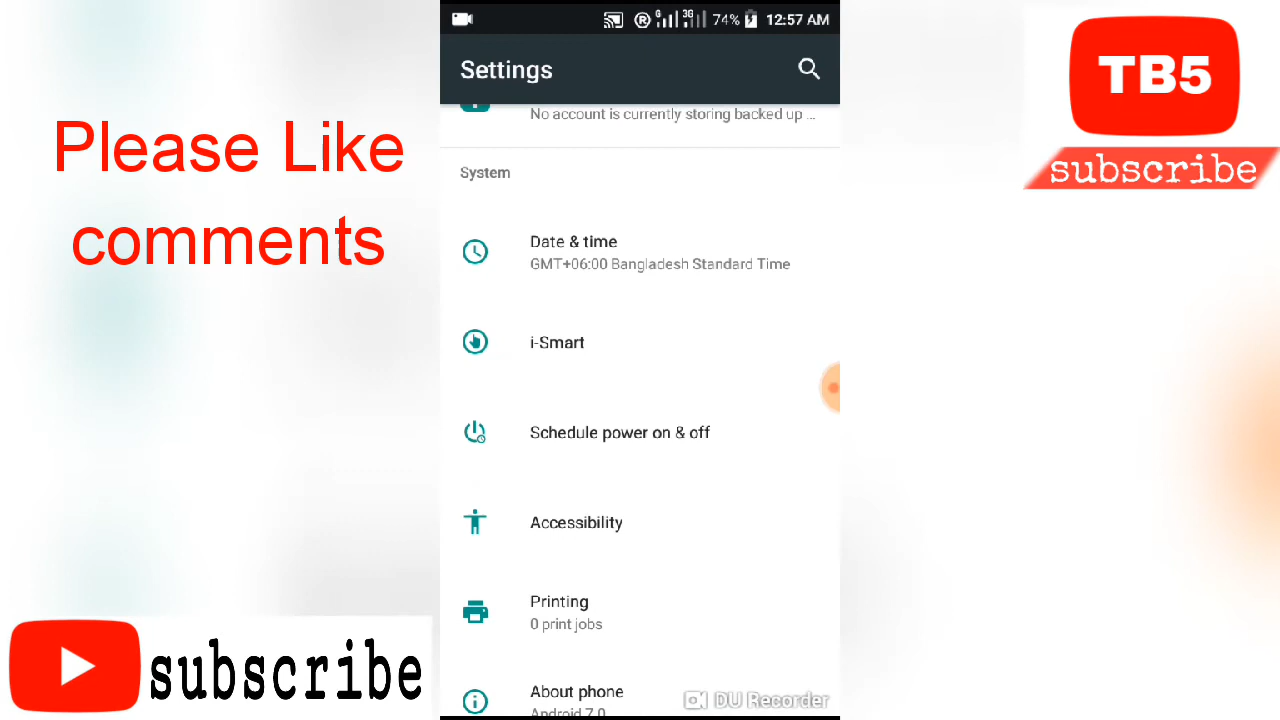 Please Like
comments
subscribe
R G 3G 74% 12:57 AM
Settings
No account is currently storing backed up ...
System
Date & time
GMT+06:00 Bangladesh Standard Time
i-Smart
Schedule power on & off
Accessibility
Printing
0 print jobs
About phone
Android 7.0
DU Recorder
TB5
subscribe